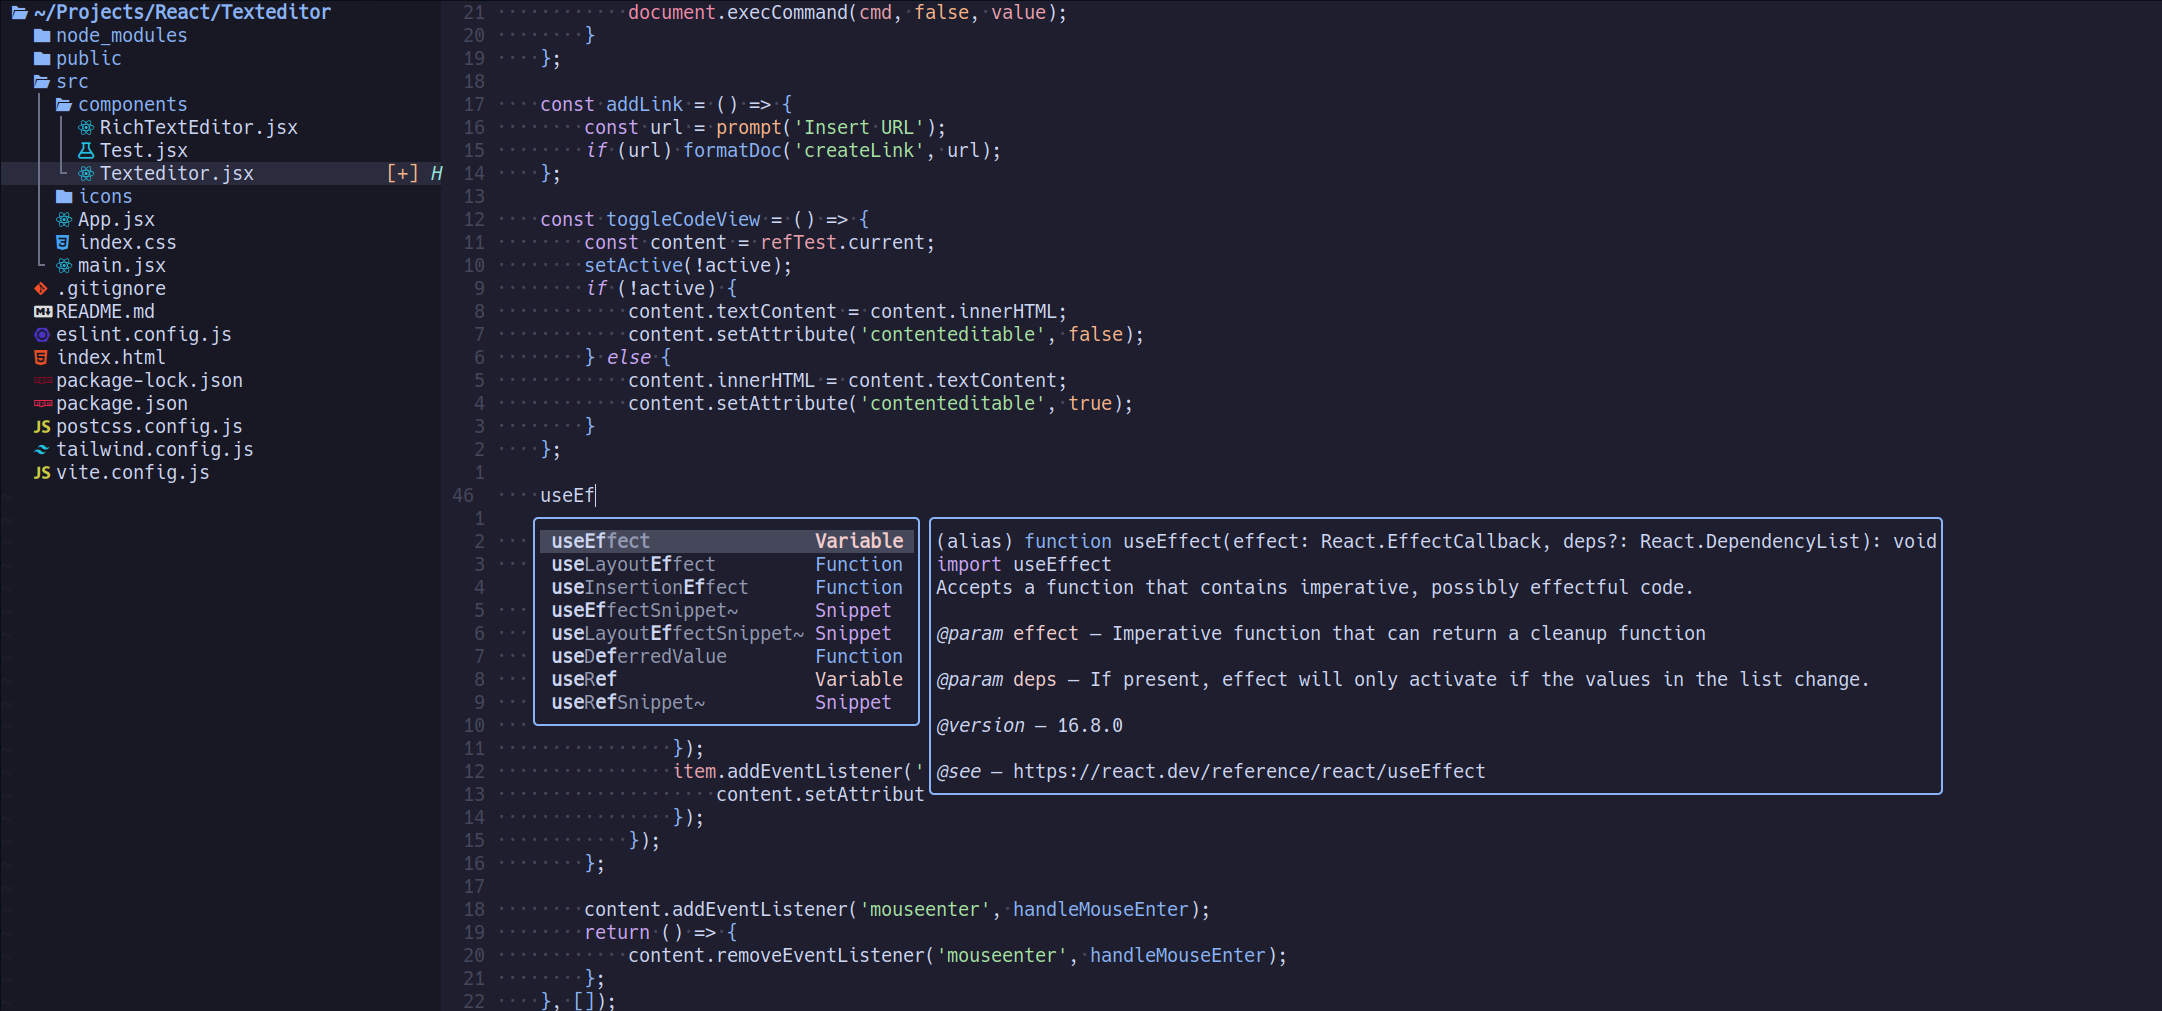 ~/Projects/React/Texteditor
node_modules
public
src
components
RichTextEditor.jsx
Test.jsx
Texteditor.jsx [+] H
icons
App.jsx
index.css
main.jsx
.gitignore
README.md
eslint.config.js
index.html
package-lock.json
package.json
JS postcss.config.js
tailwind.config.js
JS vite.config.js
21 document.execCommand(cmd, false, value);
20 }
19 };
18
17 const addLink = () => {
16 const url = prompt('Insert URL');
15 if (url) formatDoc('createLink', url);
14 };
13
12 const toggleCodeView = () => {
11 const content = refTest.current;
10 setActive(!active);
9 if (!active) {
8 content.textContent = content.innerHTML;
7 content.setAttribute('contenteditable', false);
6 } else {
5 content.innerHTML = content.textContent;
4 content.setAttribute('contenteditable', true);
3 }
2 };
1
46 useEf
1
2
3
4
5
6
7
8
9
10
11 });
12 item.addEventListener('
13 content.setAttribut
14 });
15 });
16 };
17
18 content.addEventListener('mouseenter', handleMouseEnter);
19 return () => {
20 content.removeEventListener('mouseenter', handleMouseEnter);
21 };
22 }, []);
useEffect Variable
useLayoutEffect Function
useInsertionEffect Function
useEffectSnippet~ Snippet
useLayoutEffectSnippet~ Snippet
useDeferredValue Function
useRef Variable
useRefSnippet~ Snippet
(alias) function useEffect(effect: React.EffectCallback, deps?: React.DependencyList): void
import useEffect
Accepts a function that contains imperative, possibly effectful code.
@param effect — Imperative function that can return a cleanup function
@param deps — If present, effect will only activate if the values in the list change.
@version — 16.8.0
@see — https://react.dev/reference/react/useEffect